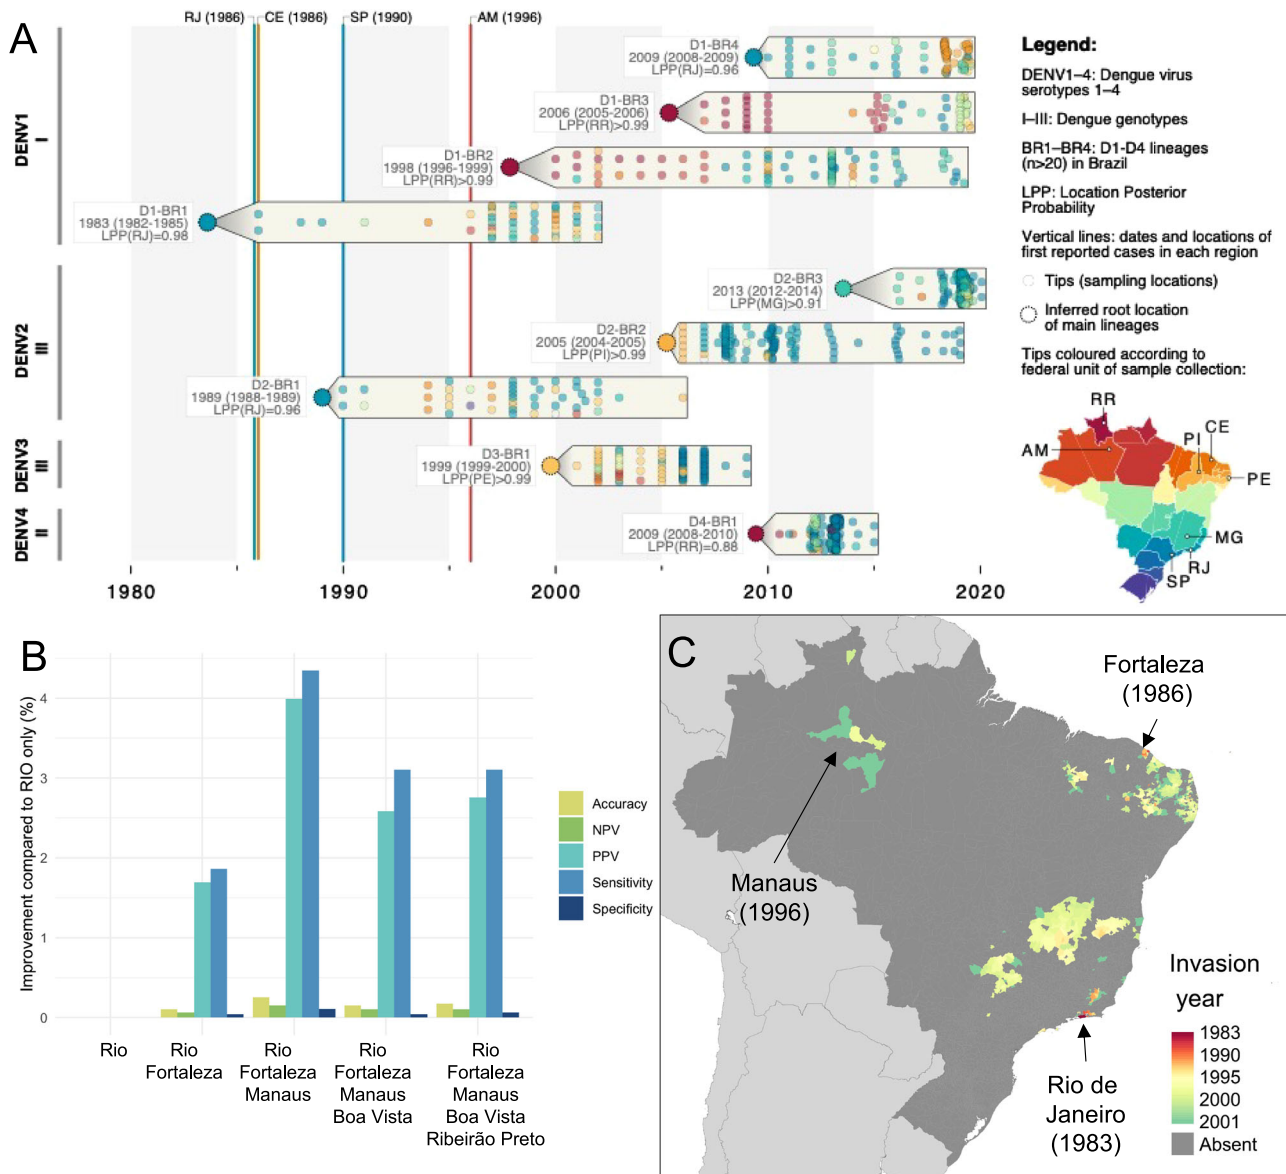 A
RJ (1986)
CE (1986)
SP (1990)
AM (1996)
DENV1
I
D1-BR4
2009 (2008-2009)
LPP(RJ)=0.96
D1-BR3
2006 (2005-2006)
LPP(RR)>0.99
D1-BR2
1998 (1996-1999)
LPP(RR)>0.99
D1-BR1
1983 (1982-1985)
LPP(RJ)=0.98
DENV2
III
D2-BR3
2013 (2012-2014)
LPP(MG)>0.91
D2-BR2
2005 (2004-2005)
LPP(PI)>0.99
D2-BR1
1989 (1988-1989)
LPP(RJ)=0.96
DENV3
III
D3-BR1
1999 (1999-2000)
LPP(PE)>0.99
DENV4
II
D4-BR1
2009 (2008-2010)
LPP(RR)=0.88
1980
1990
2000
2010
2020
Legend:
DENV1–4: Dengue virus
serotypes 1–4
I–III: Dengue genotypes
BR1–BR4: D1-D4 lineages
(n>20) in Brazil
LPP: Location Posterior
Probability
Vertical lines: dates and locations of
first reported cases in each region
Tips (sampling locations)
Inferred root location
of main lineages
Tips coloured according to
federal unit of sample collection:
RR
CE
PI
AM
PE
MG
RJ
SP
B
Improvement compared to RIO only (%)
4
3
2
1
0
Rio
Rio
Fortaleza
Rio
Fortaleza
Manaus
Rio
Fortaleza
Manaus
Boa Vista
Rio
Fortaleza
Manaus
Boa Vista
Ribeirão Preto
Accuracy
NPV
PPV
Sensitivity
Specificity
C
Fortaleza
(1986)
Manaus
(1996)
Rio de
Janeiro
(1983)
Invasion
year
1983
1990
1995
2000
2001
Absent